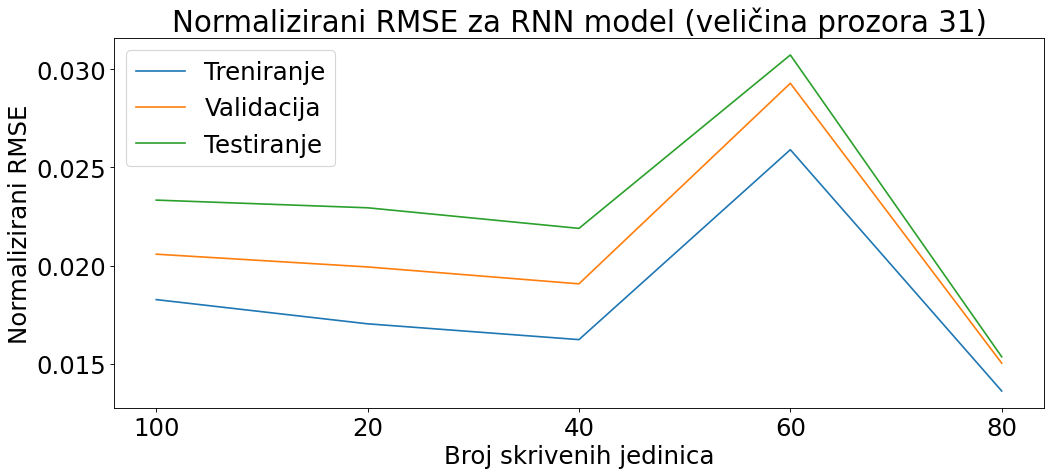 Normalizirani RMSE za RNN model (veličina prozora 31)
Treniranje
Validacija
Testiranje
Normalizirani RMSE
0.030
0.025
0.020
0.015
100 20 40 60 80
Broj skrivenih jedinica